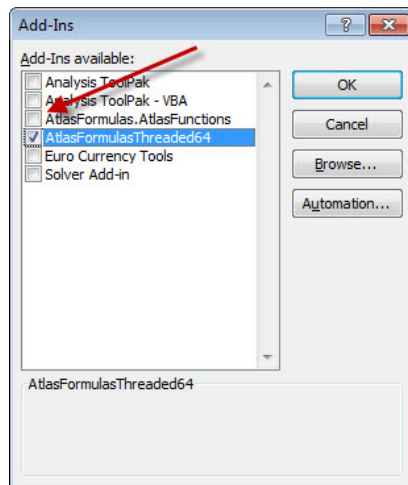 Add-Ins
Add-Ins available:
Analysis ToolPak
Analysis ToolPak - VBA
AtlasFormulas.AtlasFunctions
AtlasFormulasThreaded64
Euro Currency Tools
Solver Add-in
OK
Cancel
Browse...
Automation...
AtlasFormulasThreaded64